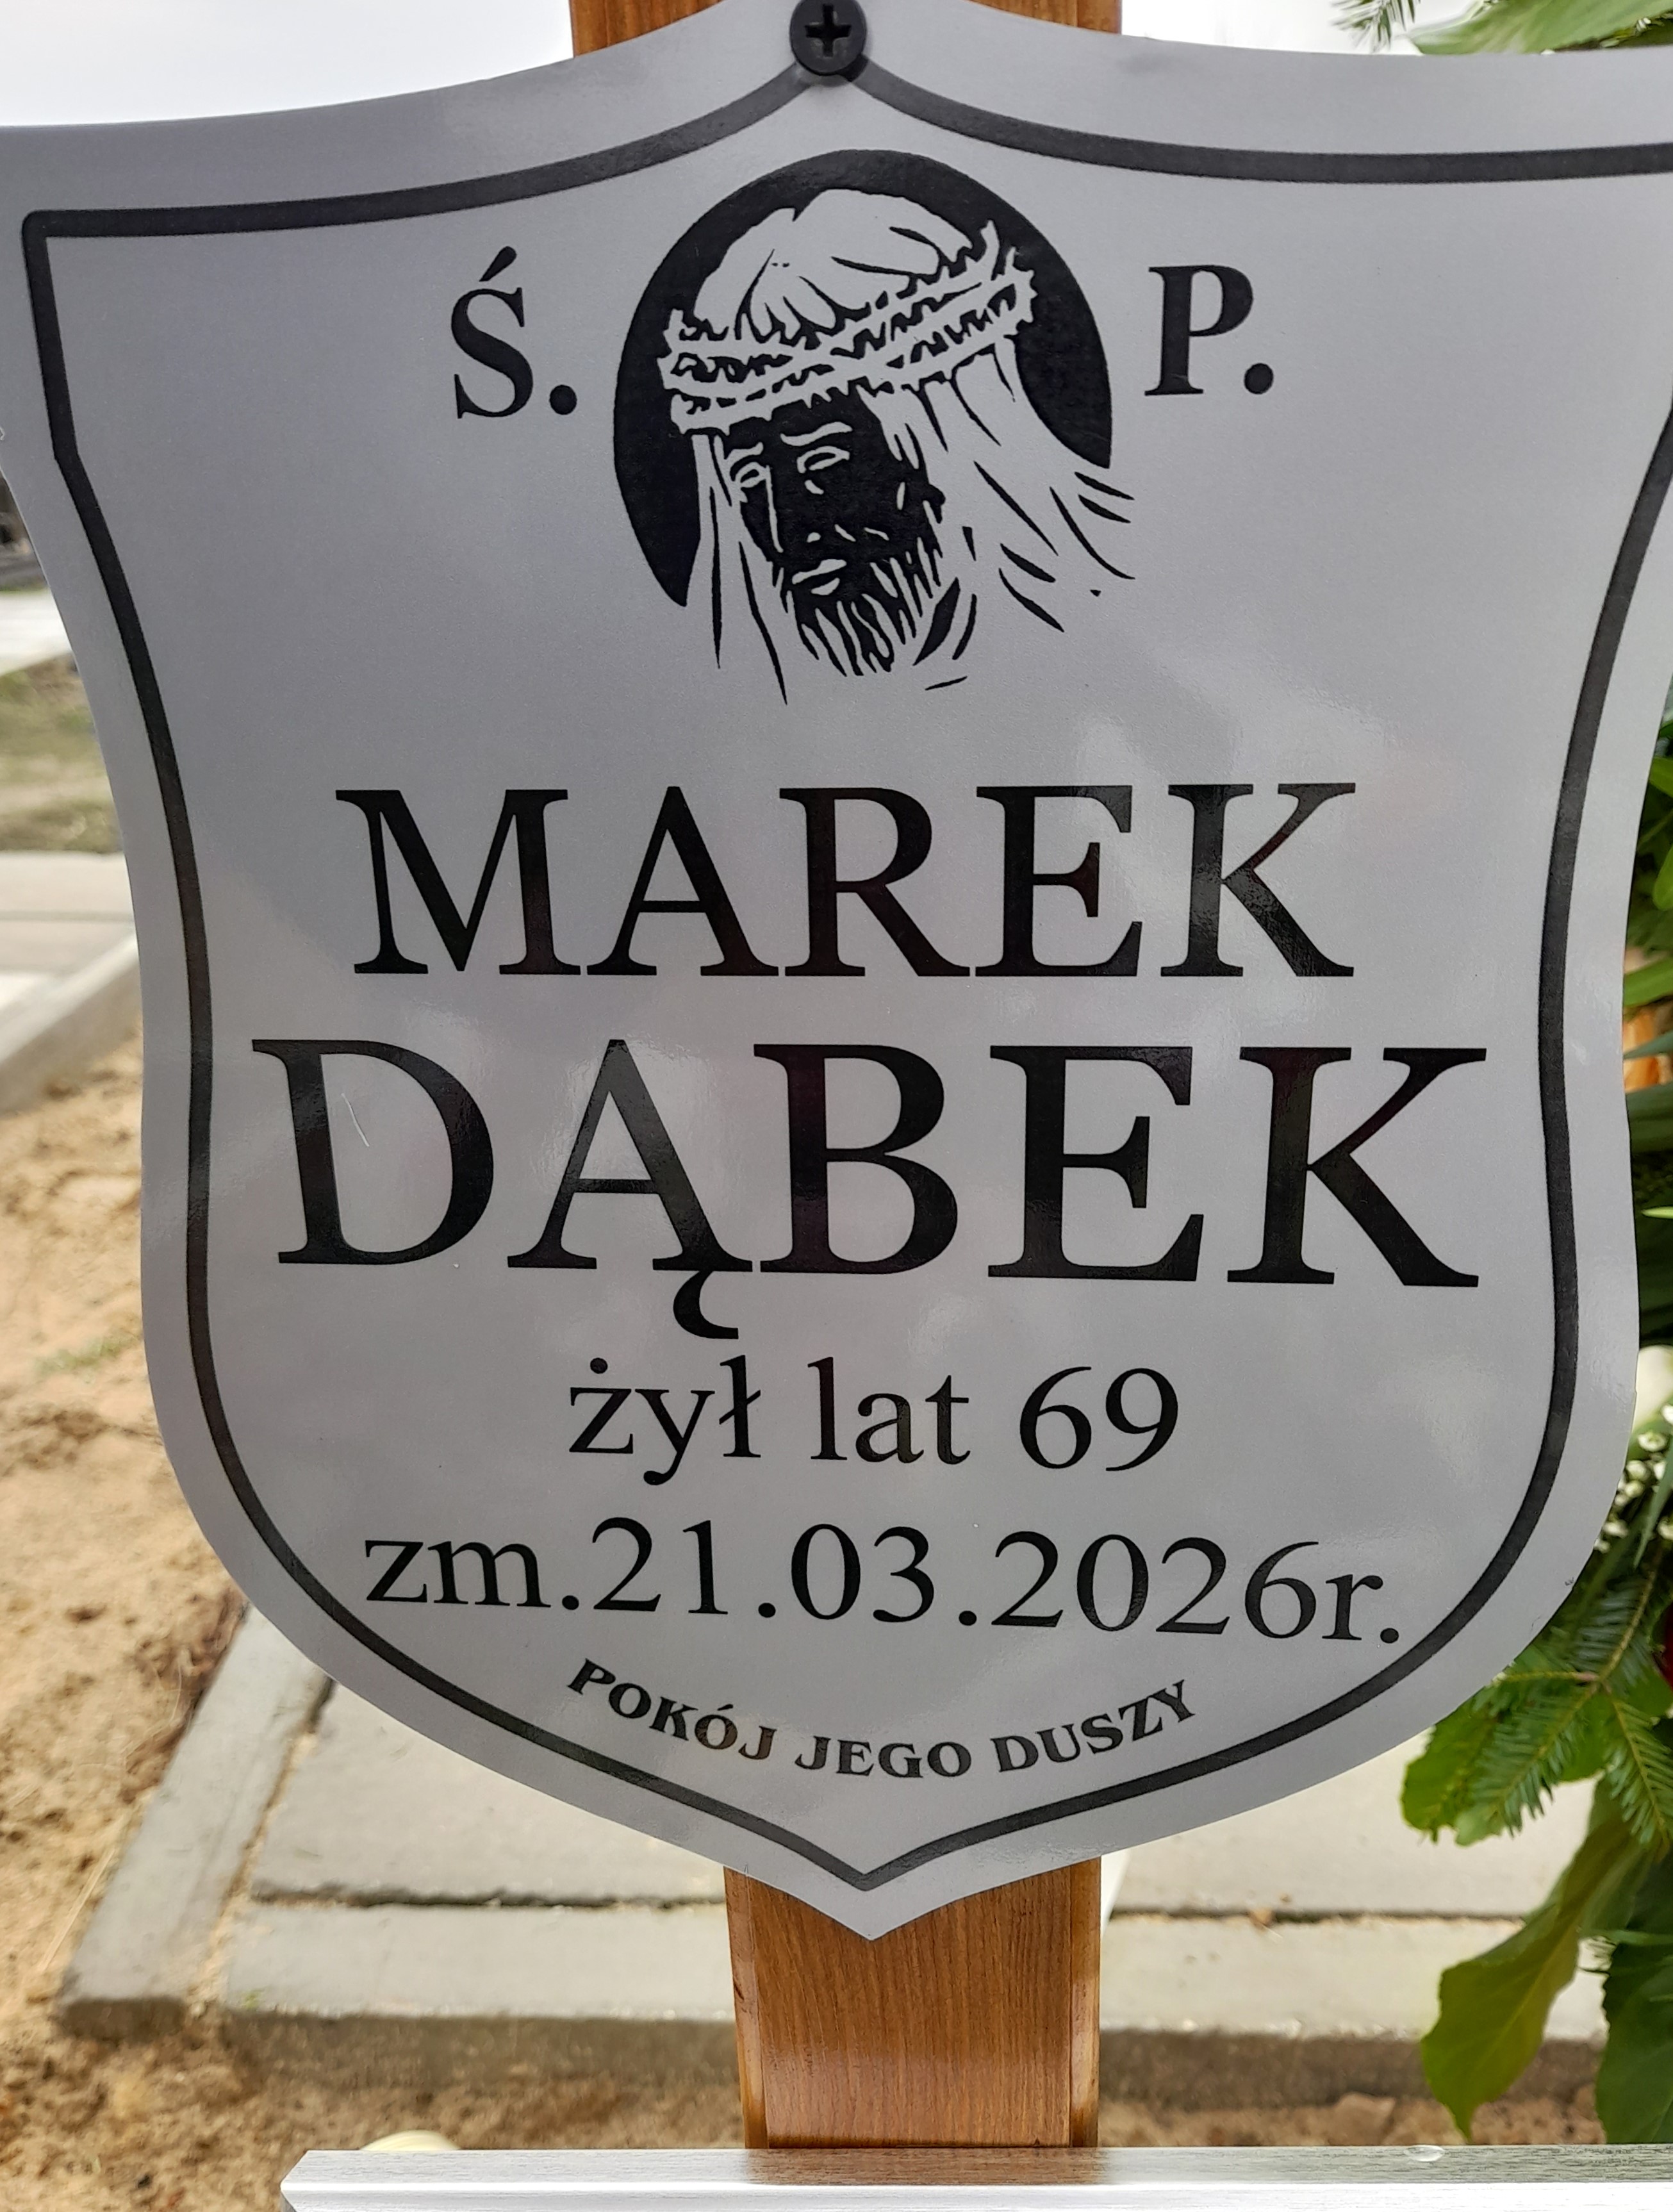 Ś. P.
MAREK
DĄBEK
żył lat 69
zm.21.03.2026r.
POKÓJ JEGO DUSZY